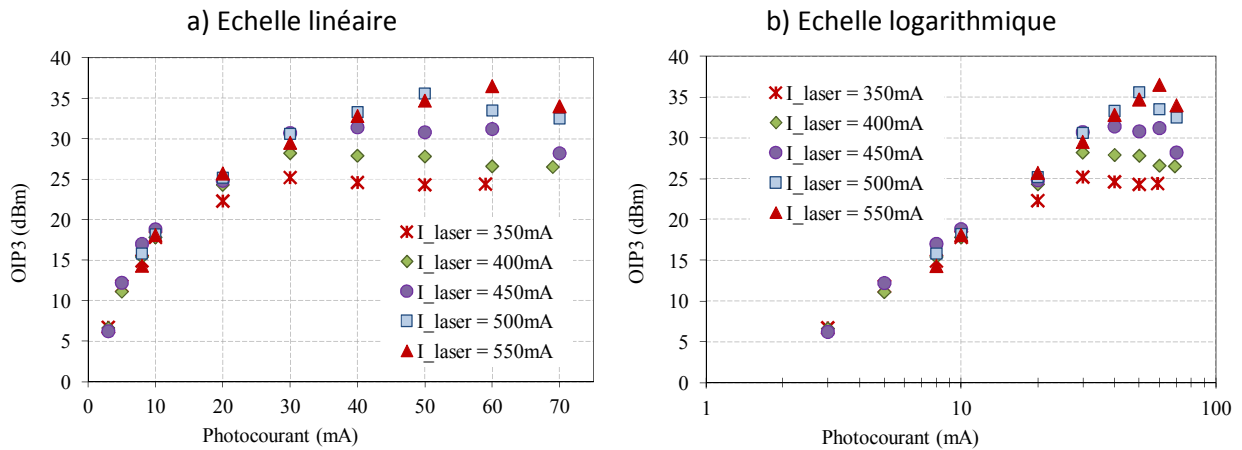 a) Echelle linéaire
40
35
30
25
20
15
10
5
0
OIP3 (dBm)
I_laser = 350mA
I_laser = 400mA
I_laser = 450mA
I_laser = 500mA
I_laser = 550mA
0 10 20 30 40 50 60 70
Photocourant (mA)
b) Echelle logarithmique
40
35
30
25
20
15
10
5
0
OIP3 (dBm)
I_laser = 350mA
I_laser = 400mA
I_laser = 450mA
I_laser = 500mA
I_laser = 550mA
1 10 100
Photocourant (mA)